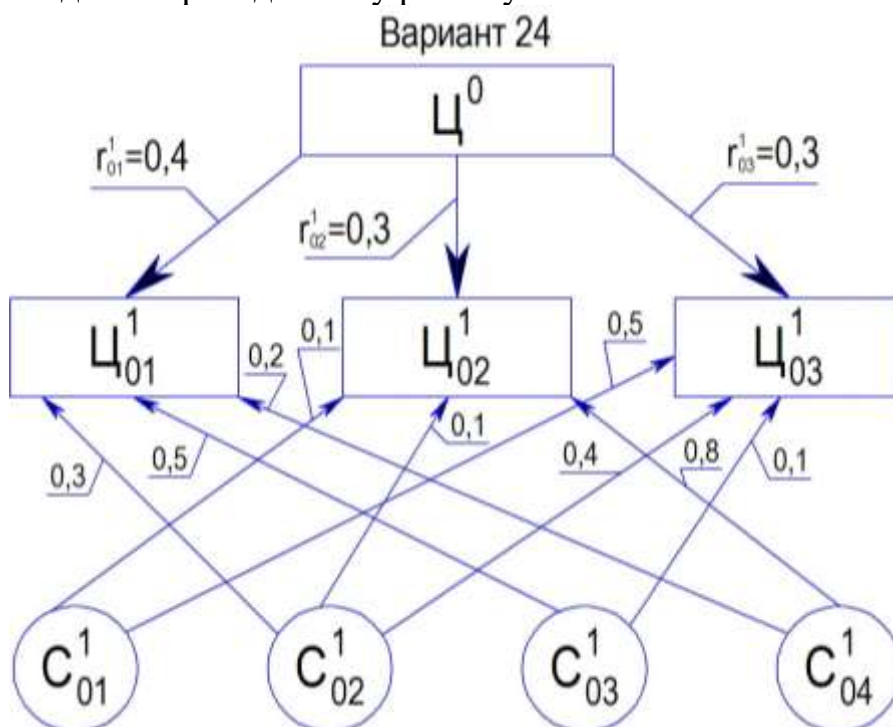 Вариант 24
Ц⁰
r¹₀₁=0,4
r¹₀₃=0,3
r¹₀₂=0,3
Ц¹₀₁
Ц¹₀₂
Ц¹₀₃
0,2
0,1
0,5
0,3
0,5
0,1
0,4
0,8
0,1
С¹₀₁
С¹₀₂
С¹₀₃
С¹₀₄